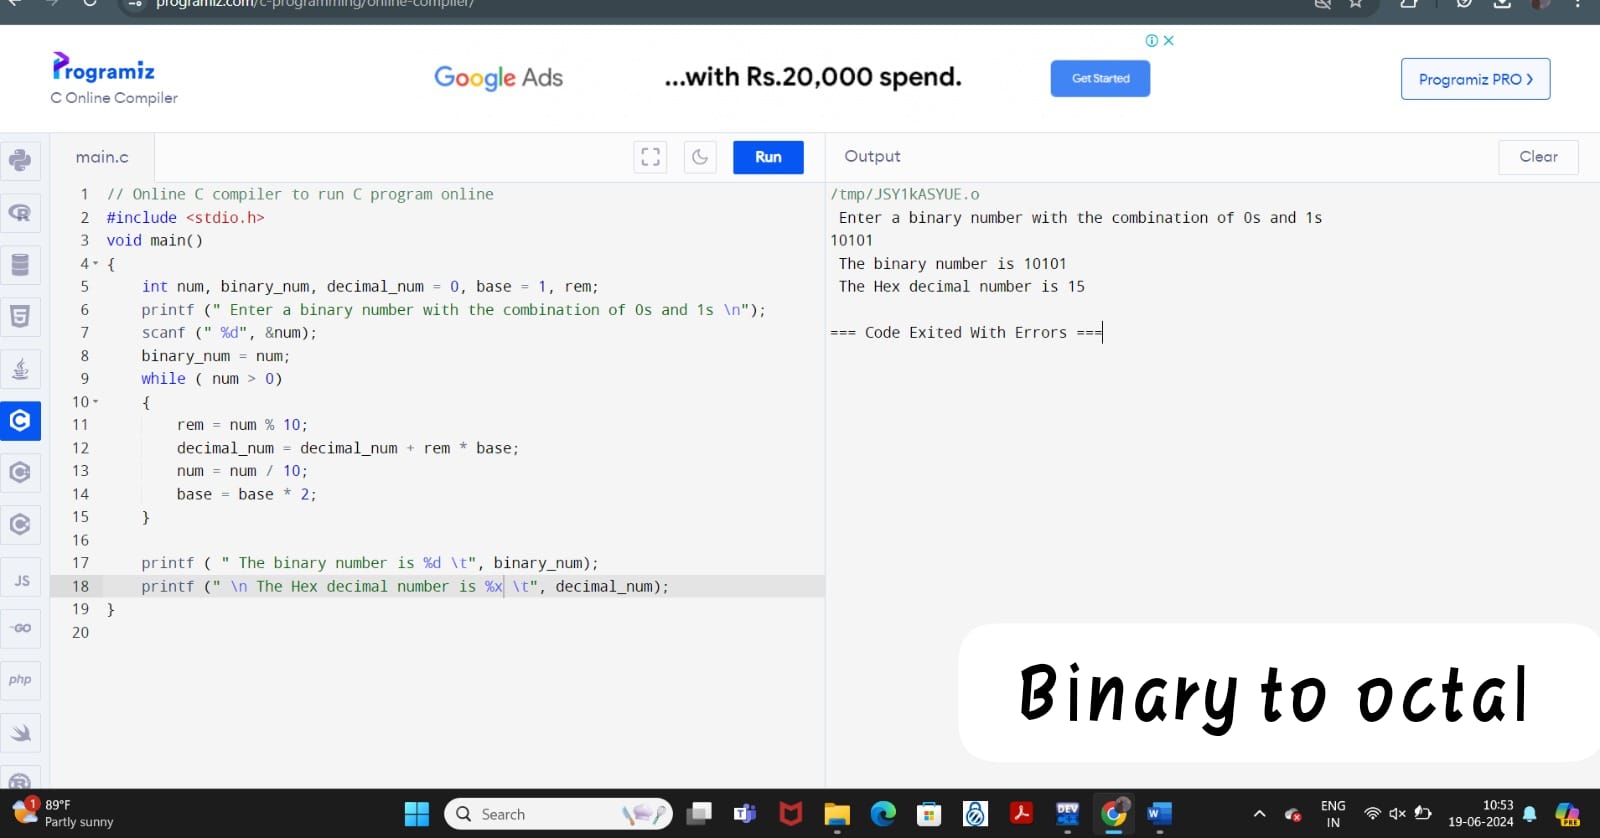 programiz.com/c-programming/online-compiler/
Programiz
C Online Compiler
Google Ads
...with Rs.20,000 spend.
Get Started
Programiz PRO >
main.c
Run
Output
Clear
1 // Online C compiler to run C program online
2 #include <stdio.h>
3 void main()
4 {
5 int num, binary_num, decimal_num = 0, base = 1, rem;
6 printf (" Enter a binary number with the combination of 0s and 1s \n");
7 scanf (" %d", &num);
8 binary_num = num;
9 while ( num > 0)
10 {
11 rem = num % 10;
12 decimal_num = decimal_num + rem * base;
13 num = num / 10;
14 base = base * 2;
15 }
16
17 printf ( " The binary number is %d \t", binary_num);
18 printf (" \n The Hex decimal number is %x \t", decimal_num);
19 }
20
/tmp/JSY1kASYUE.o
Enter a binary number with the combination of 0s and 1s
10101
The binary number is 10101
The Hex decimal number is 15
=== Code Exited With Errors ===
JS
GO
php
Binary to octal
1
89°F
Partly sunny
Search
DEV
ENG
IN
10:53
19-06-2024
PRE